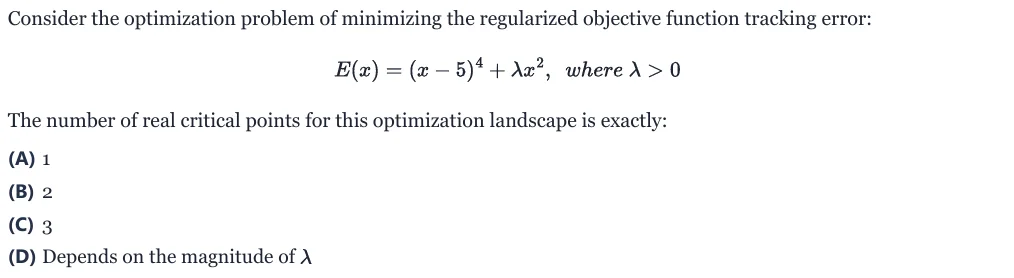 Consider the optimization problem of minimizing the regularized objective function tracking error:
E(x) = (x − 5)⁴ + λx², where λ > 0
The number of real critical points for this optimization landscape is exactly:
(A) 1
(B) 2
(C) 3
(D) Depends on the magnitude of λ